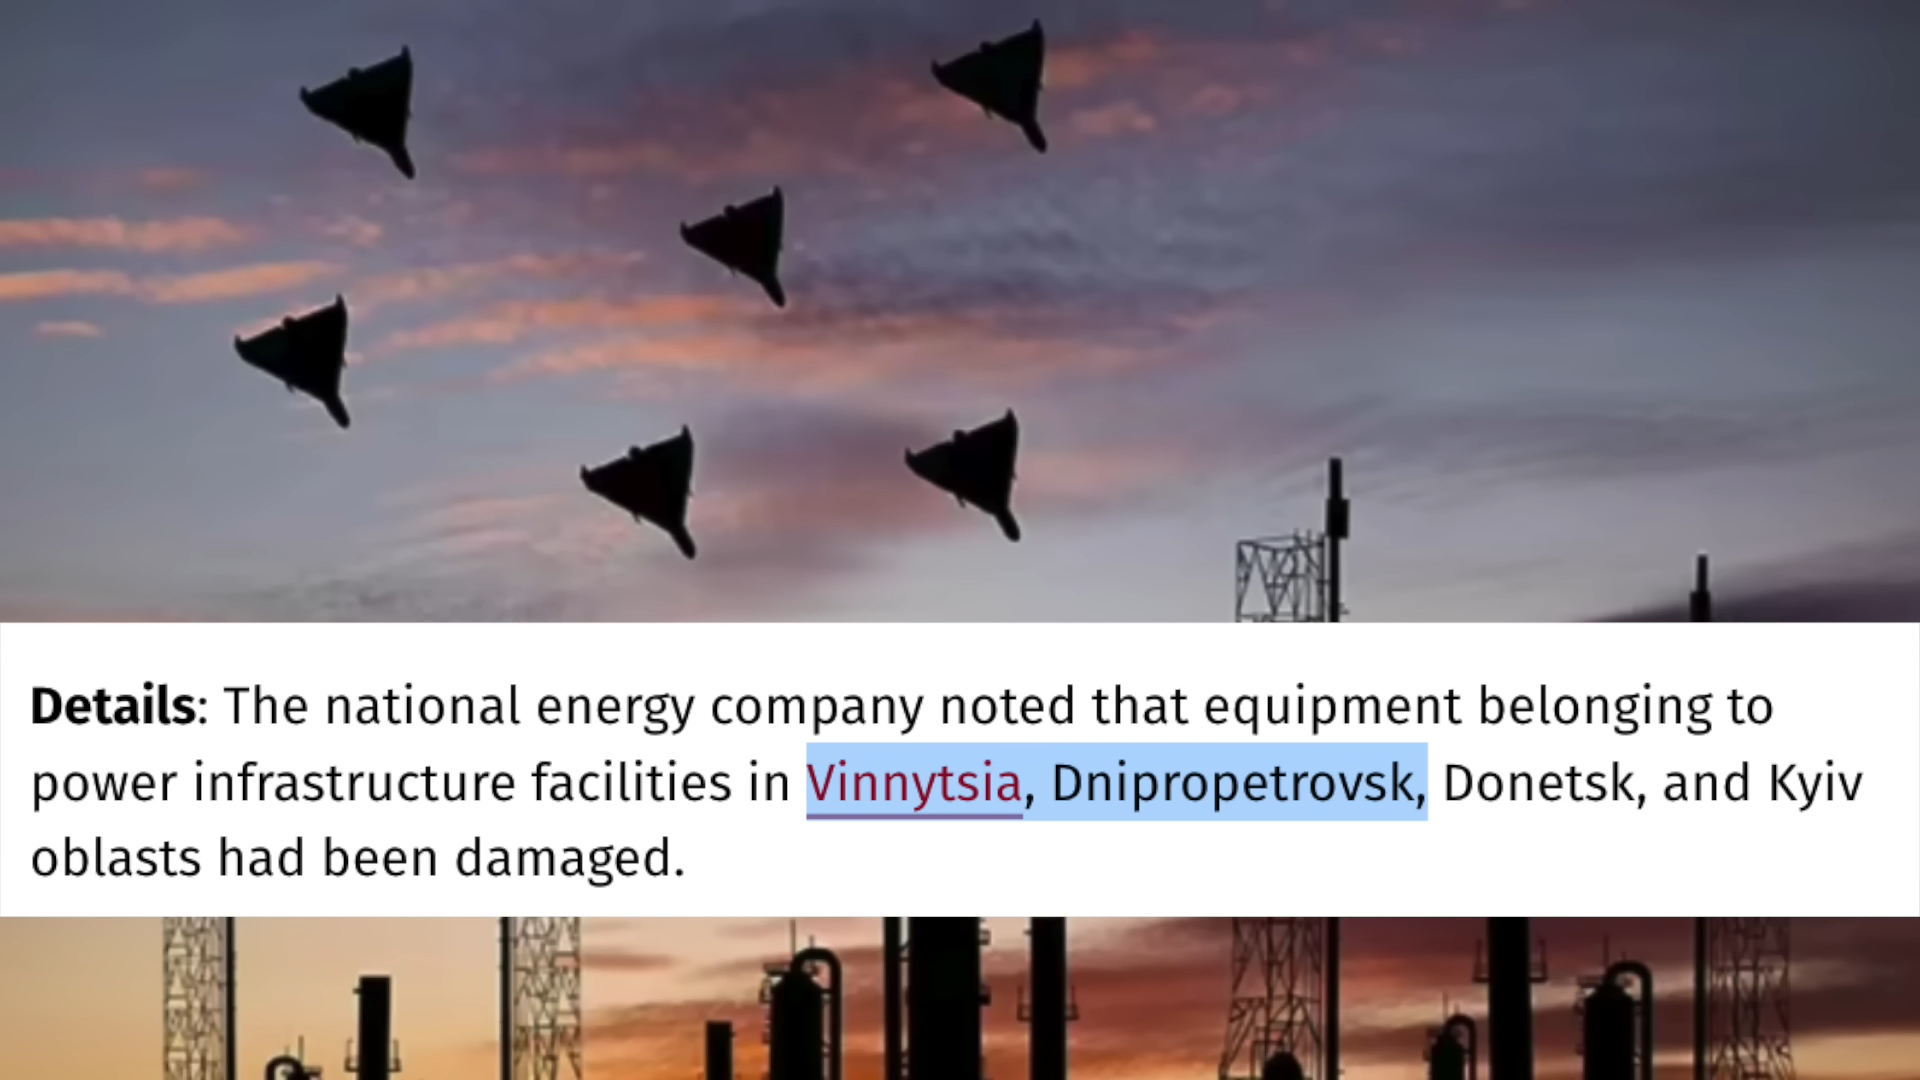 Details: The national energy company noted that equipment belonging to
power infrastructure facilities in Vinnytsia, Dnipropetrovsk, Donetsk, and Kyiv
oblasts had been damaged.